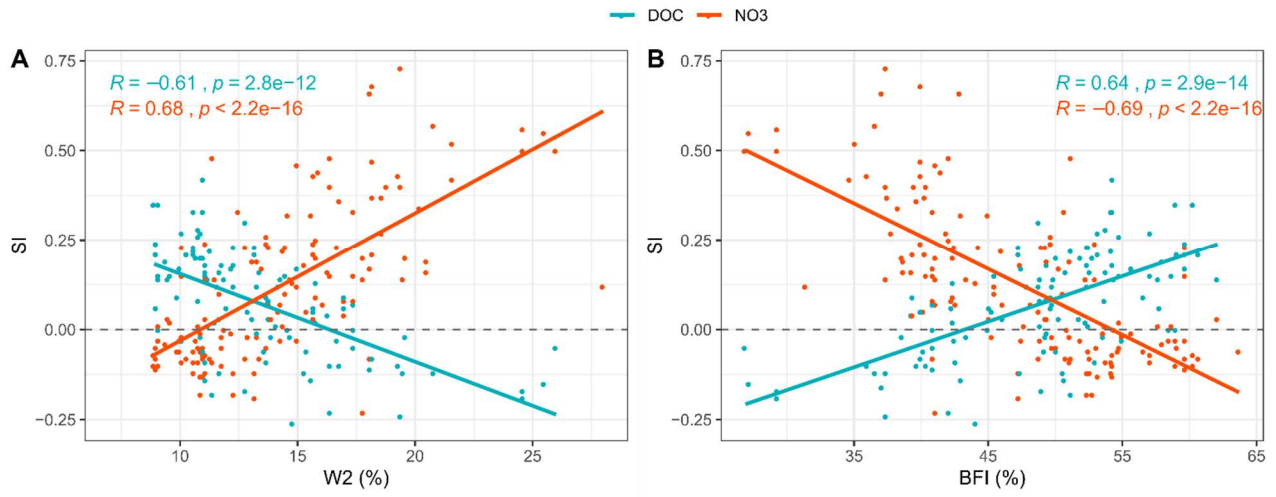 DOC NO3
A
R = −0.61 , p = 2.8e−12
R = 0.68 , p < 2.2e−16
0.75
0.50
0.25
0.00
−0.25
SI
10 15 20 25
W2 (%)
B
R = 0.64 , p = 2.9e−14
R = −0.69 , p < 2.2e−16
0.75
0.50
0.25
0.00
−0.25
SI
35 45 55 65
BFI (%)